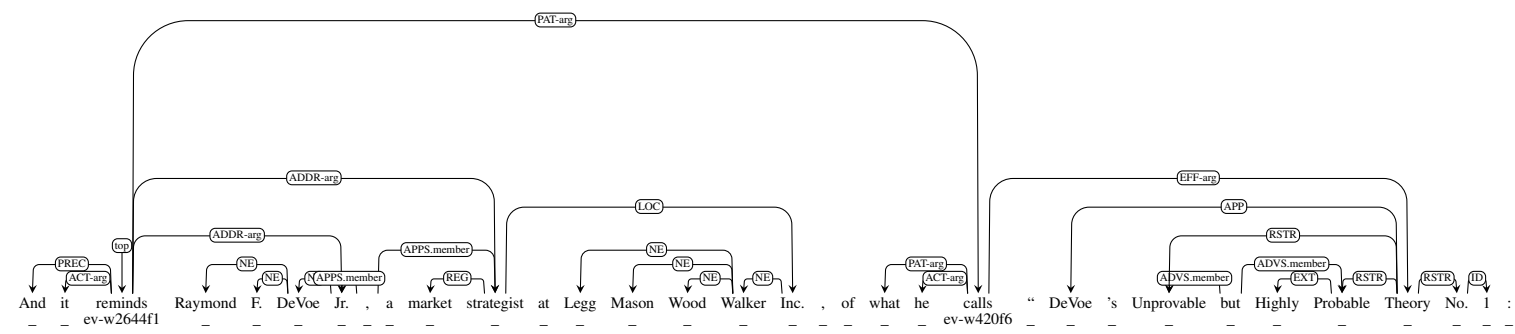 PAT-arg
ADDR-arg EFF-arg
LOC APP
ADDR-arg RSTR
top APPS.member NE
PREC NE NE PAT-arg ADVS.member
ACT-arg NE APPS.member REG NE NE ACT-arg ADVS.member EXT RSTR RSTR ID
And it reminds Raymond F. DeVoe Jr. , a market strategist at Legg Mason Wood Walker Inc. , of what he calls “ DeVoe 's Unprovable but Highly Probable Theory No. 1 :
_ _ ev-w2644f1 _ _ _ _ _ _ _ _ _ _ _ _ _ _ _ _ _ _ ev-w420f6 _ _ _ _ _ _ _ _ _ _ _